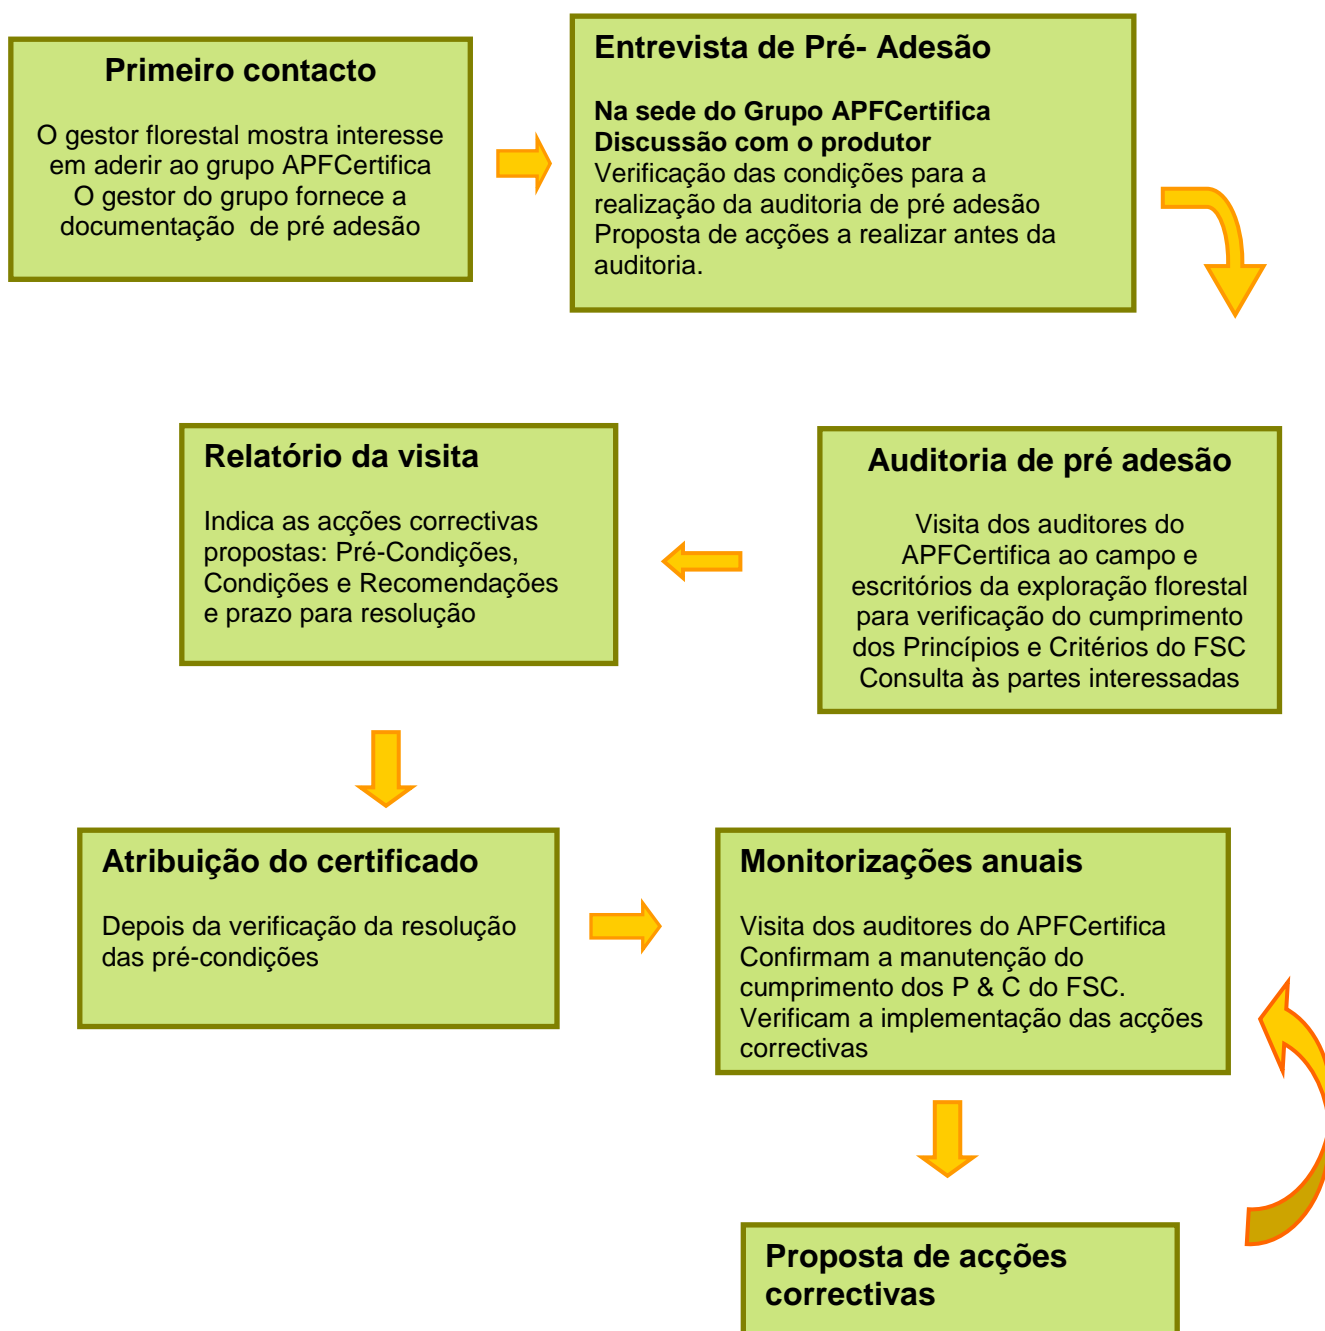 Primeiro contacto
O gestor florestal mostra interesse
em aderir ao grupo APFCertifica
O gestor do grupo fornece a
documentação de pré adesão
Entrevista de Pré- Adesão
Na sede do Grupo APFCertifica
Discussão com o produtor
Verificação das condições para a
realização da auditoria de pré adesão
Proposta de acções a realizar antes da
auditoria.
Auditoria de pré adesão
Visita dos auditores do
APFCertifica ao campo e
escritórios da exploração florestal
para verificação do cumprimento
dos Princípios e Critérios do FSC
Consulta às partes interessadas
Relatório da visita
Indica as acções correctivas
propostas: Pré-Condições,
Condições e Recomendações
e prazo para resolução
Atribuição do certificado
Depois da verificação da resolução
das pré-condições
Monitorizações anuais
Visita dos auditores do APFCertifica
Confirmam a manutenção do
cumprimento dos P & C do FSC.
Verificam a implementação das acções
correctivas
Proposta de acções
correctivas